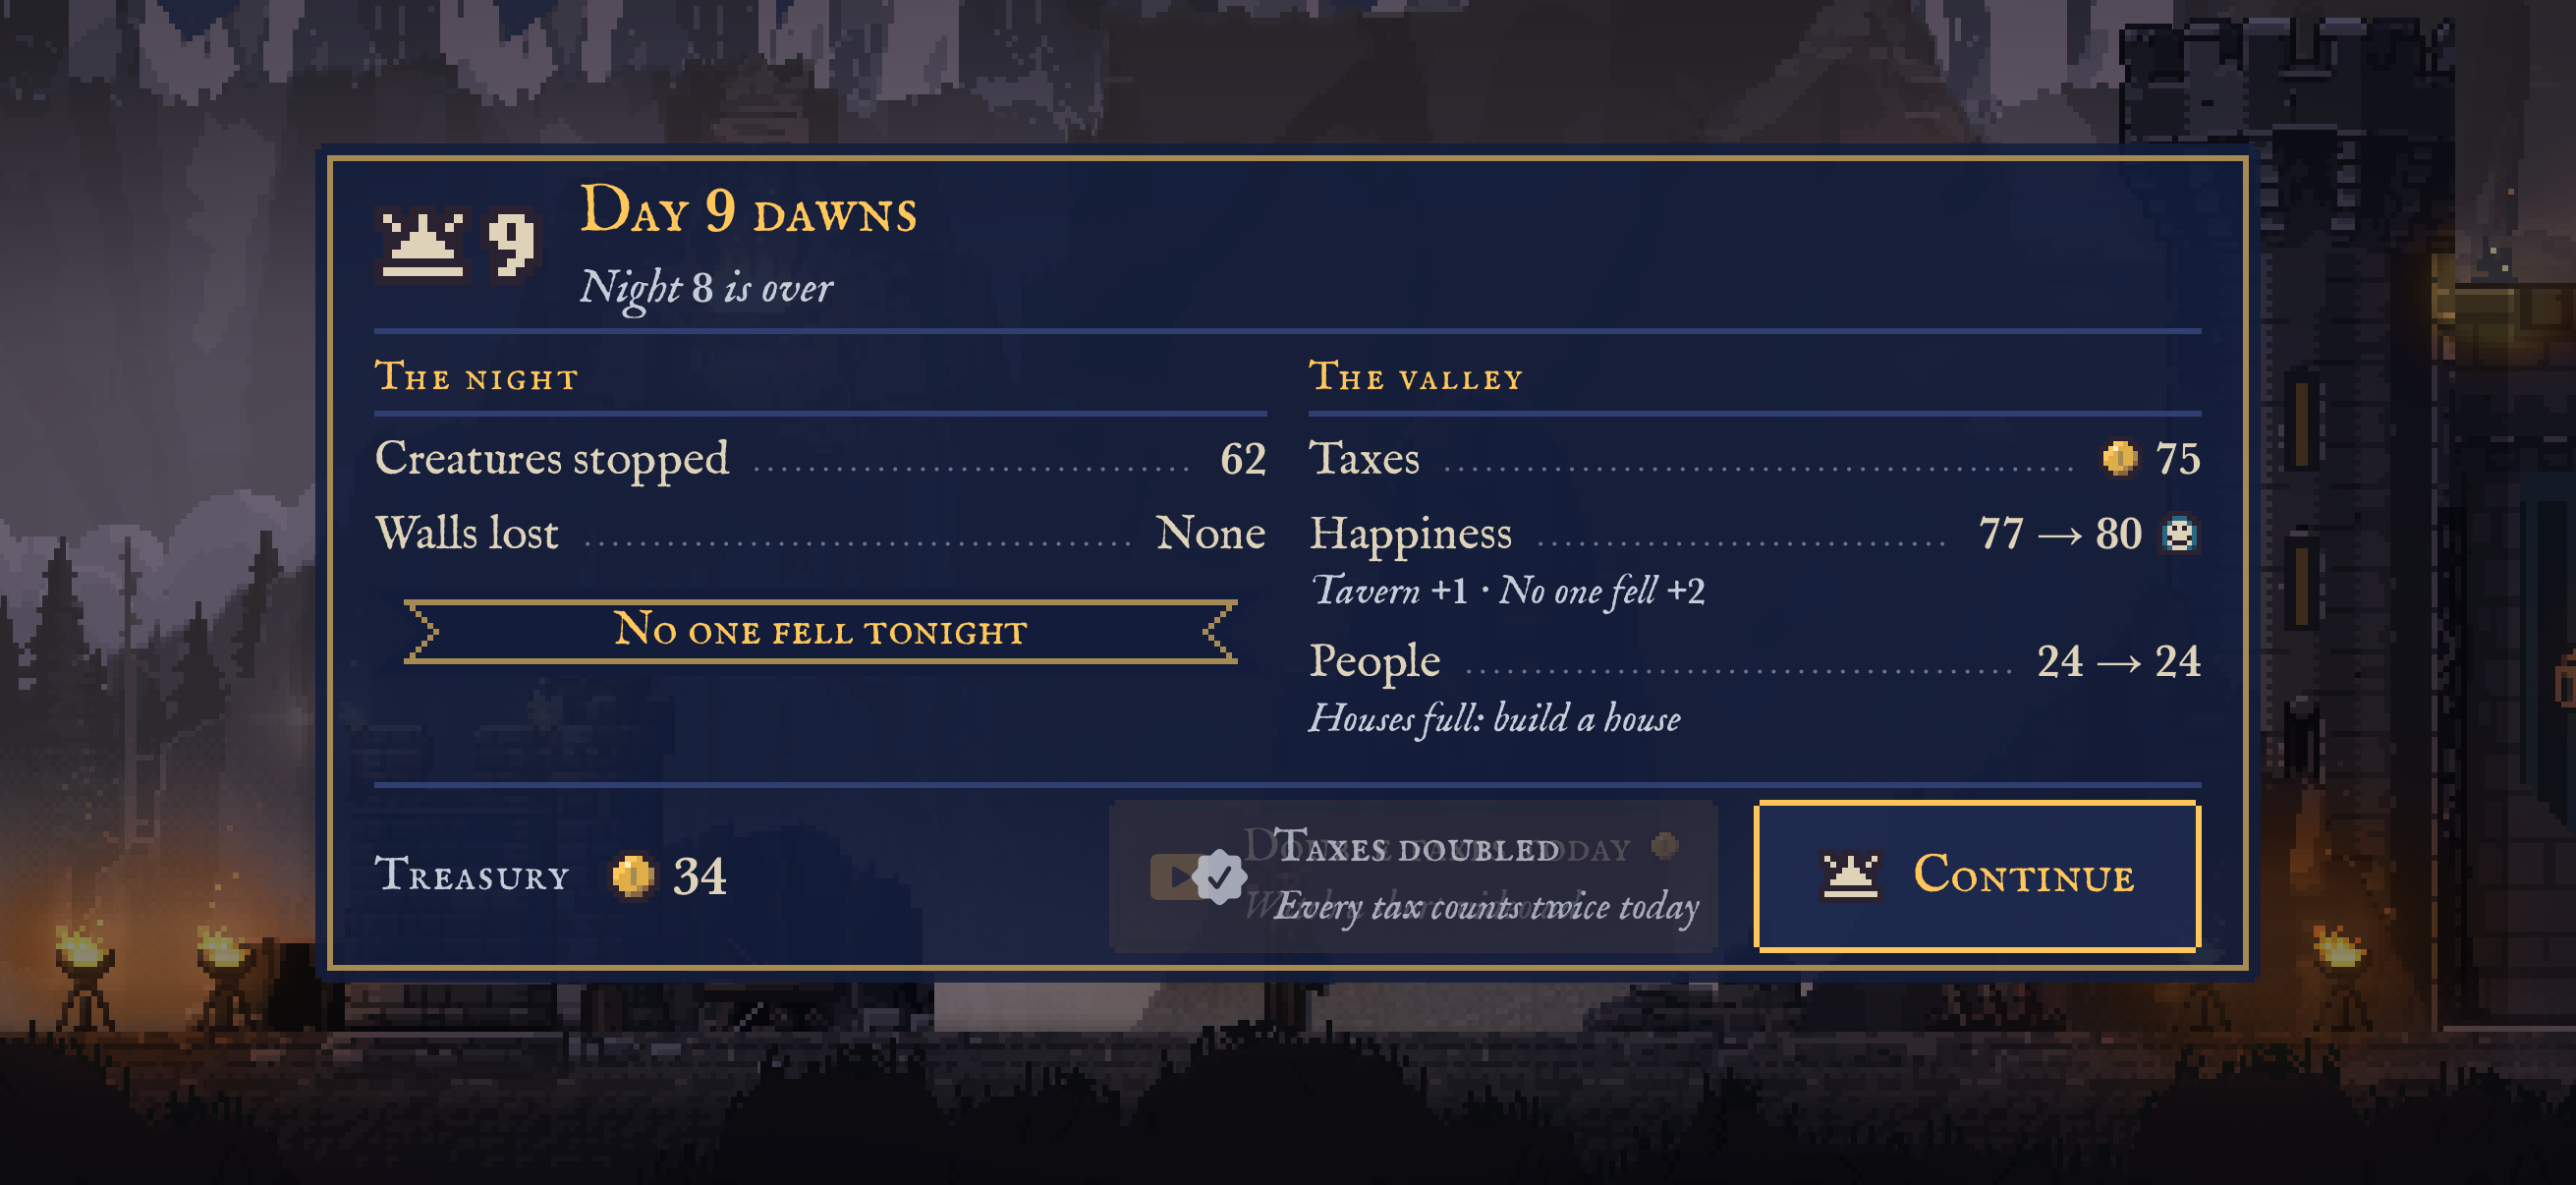 9
Day 9 dawns
Night 8 is over
The night
Creatures stopped 62
Walls lost None
No one fell tonight
The valley
Taxes 75
Happiness 77 → 80
Tavern +1 · No one fell +2
People 24 → 24
Houses full: build a house
Treasury 34
Taxes doubled
Every tax counts twice today
Continue